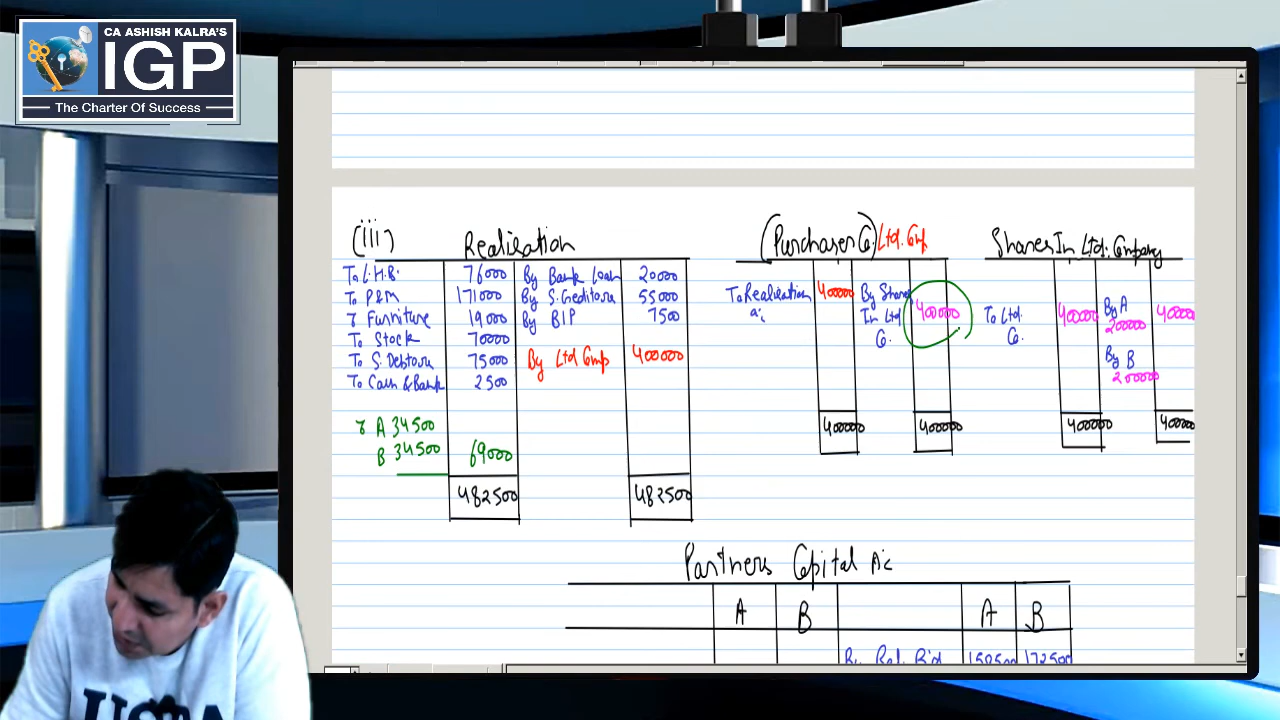 CA ASHISH KALRA'S
IGP
The Charter Of Success
(iii) Realisation
To L.H.B. 76000 By Bank Loan 20000
To P&M 171000 By S. Creditors 55000
Furniture 19000 By BIP 7500
To Stock 70000
To S. Debtors 75000 By Ltd Comp 400000
To Cash & Bank 2500
A 34500
B 34500 69000
482500 482500
(Purchaser Co.) Ltd. Comp
To Realisation 400000 By Shares
a/c In Ltd 400000
Co.
400000 400000
Shares In Ltd. Company
To Ltd. 400000 By A 400000
Co. 200000
By B
200000
400000 400000
Partners Capital A/c
A B A B
By Bal. B/d 150500 172500
USA